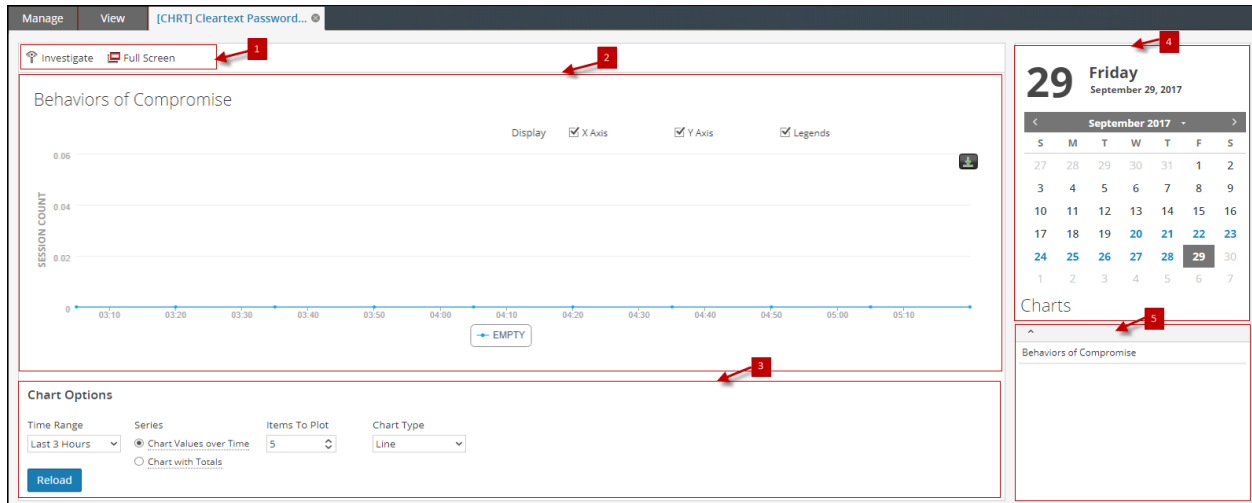 Manage View [CHRT] Cleartext Password...
Investigate Full Screen
1
2
Behaviors of Compromise
Display X Axis Y Axis Legends
0.06
0.04
0.02
0
SESSION COUNT
03:10 03:20 03:30 03:40 03:50 04:00 04:10 04:20 04:30 04:40 04:50 05:00 05:10
EMPTY
3
Chart Options
Time Range Series Items To Plot Chart Type
Last 3 Hours Chart Values over Time 5 Line
Chart with Totals
Reload
4
29 Friday
September 29, 2017
September 2017
S M T W T F S
27 28 29 30 31 1 2
3 4 5 6 7 8 9
10 11 12 13 14 15 16
17 18 19 20 21 22 23
24 25 26 27 28 29 30
1 2 3 4 5 6 7
Charts
5
Behaviors of Compromise